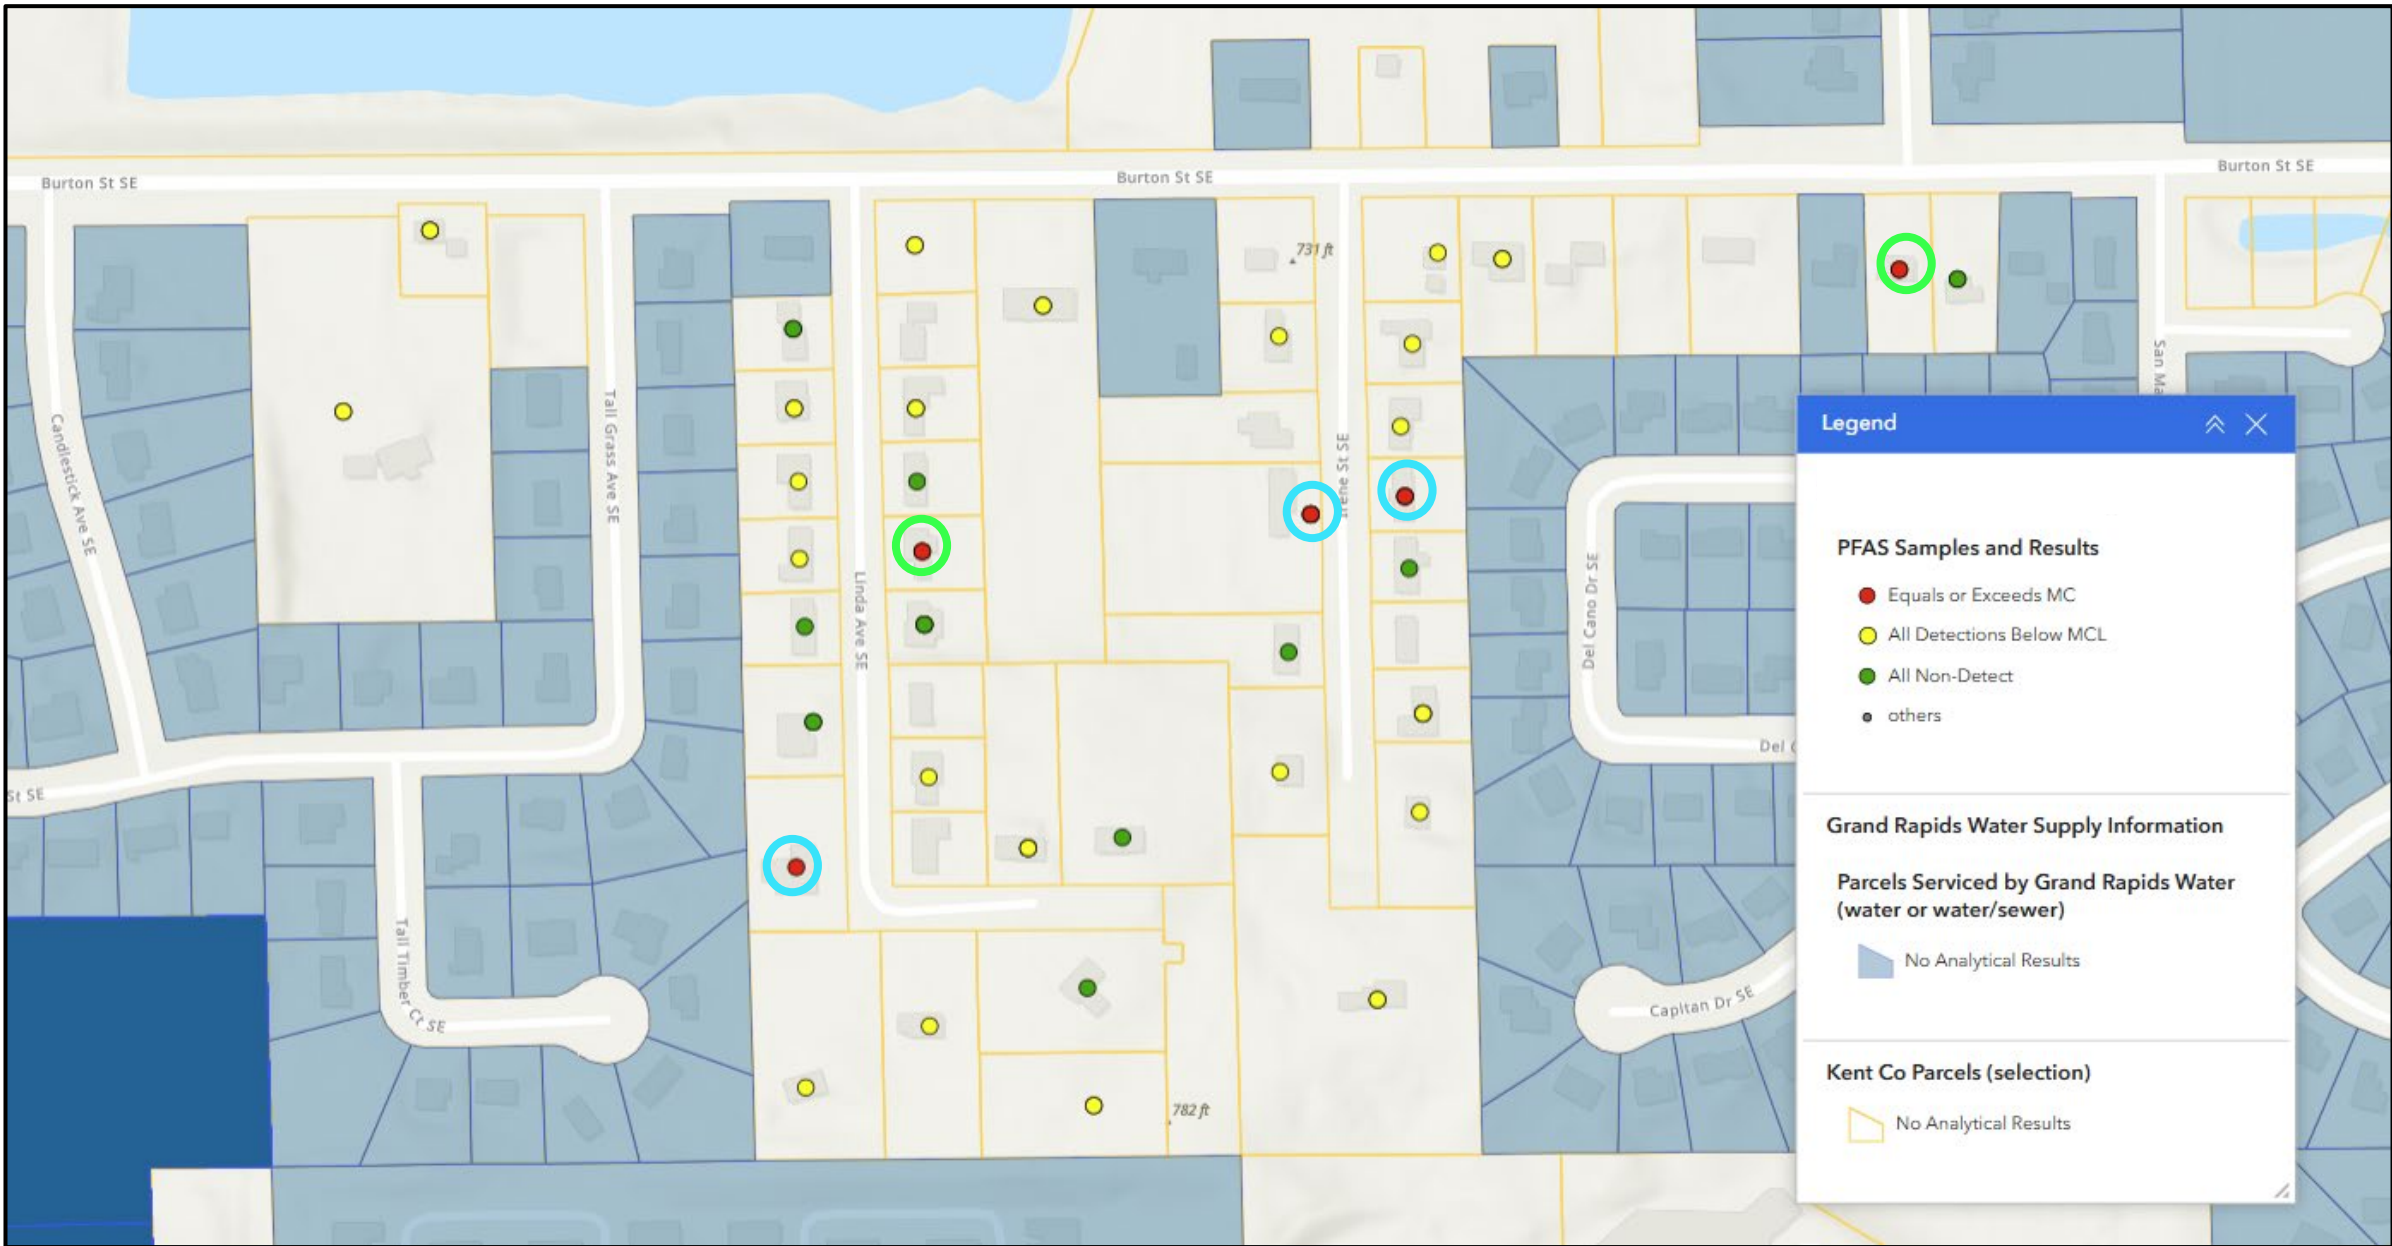 Burton St SE
Burton St SE
Burton St SE
731 ft
Candlestick Ave SE
Tall Grass Ave SE
Linda Ave SE
St SE
Del Cano Dr SE
San Ma
Del
Tall Timber Ct SE
Capitan Dr SE
782 ft
Legend
PFAS Samples and Results
Equals or Exceeds MC
All Detections Below MCL
All Non-Detect
others
Grand Rapids Water Supply Information
Parcels Serviced by Grand Rapids Water
(water or water/sewer)
No Analytical Results
Kent Co Parcels (selection)
No Analytical Results